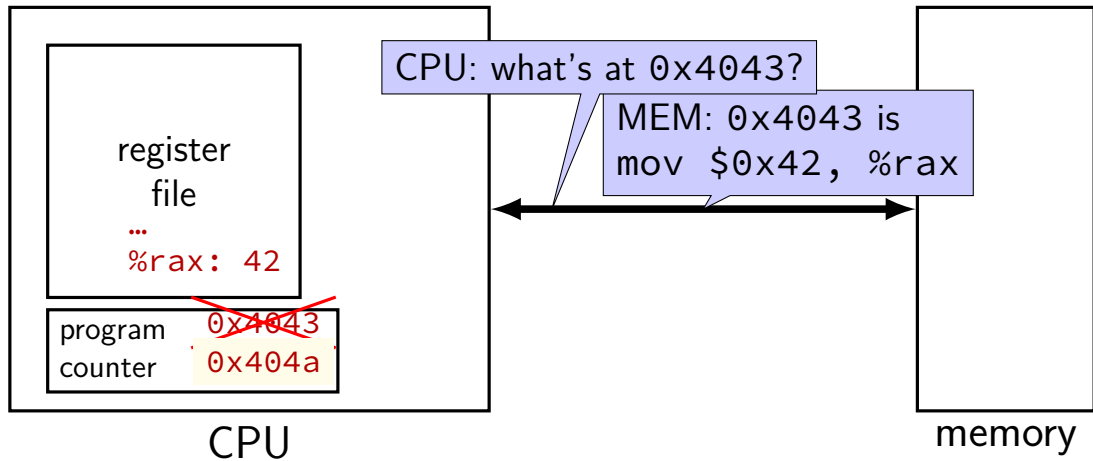 CPU: what's at 0x4043?
MEM: 0x4043 is
mov $0x42, %rax
register
file
…
%rax: 42
program
counter
0x4043
0x404a
CPU
memory